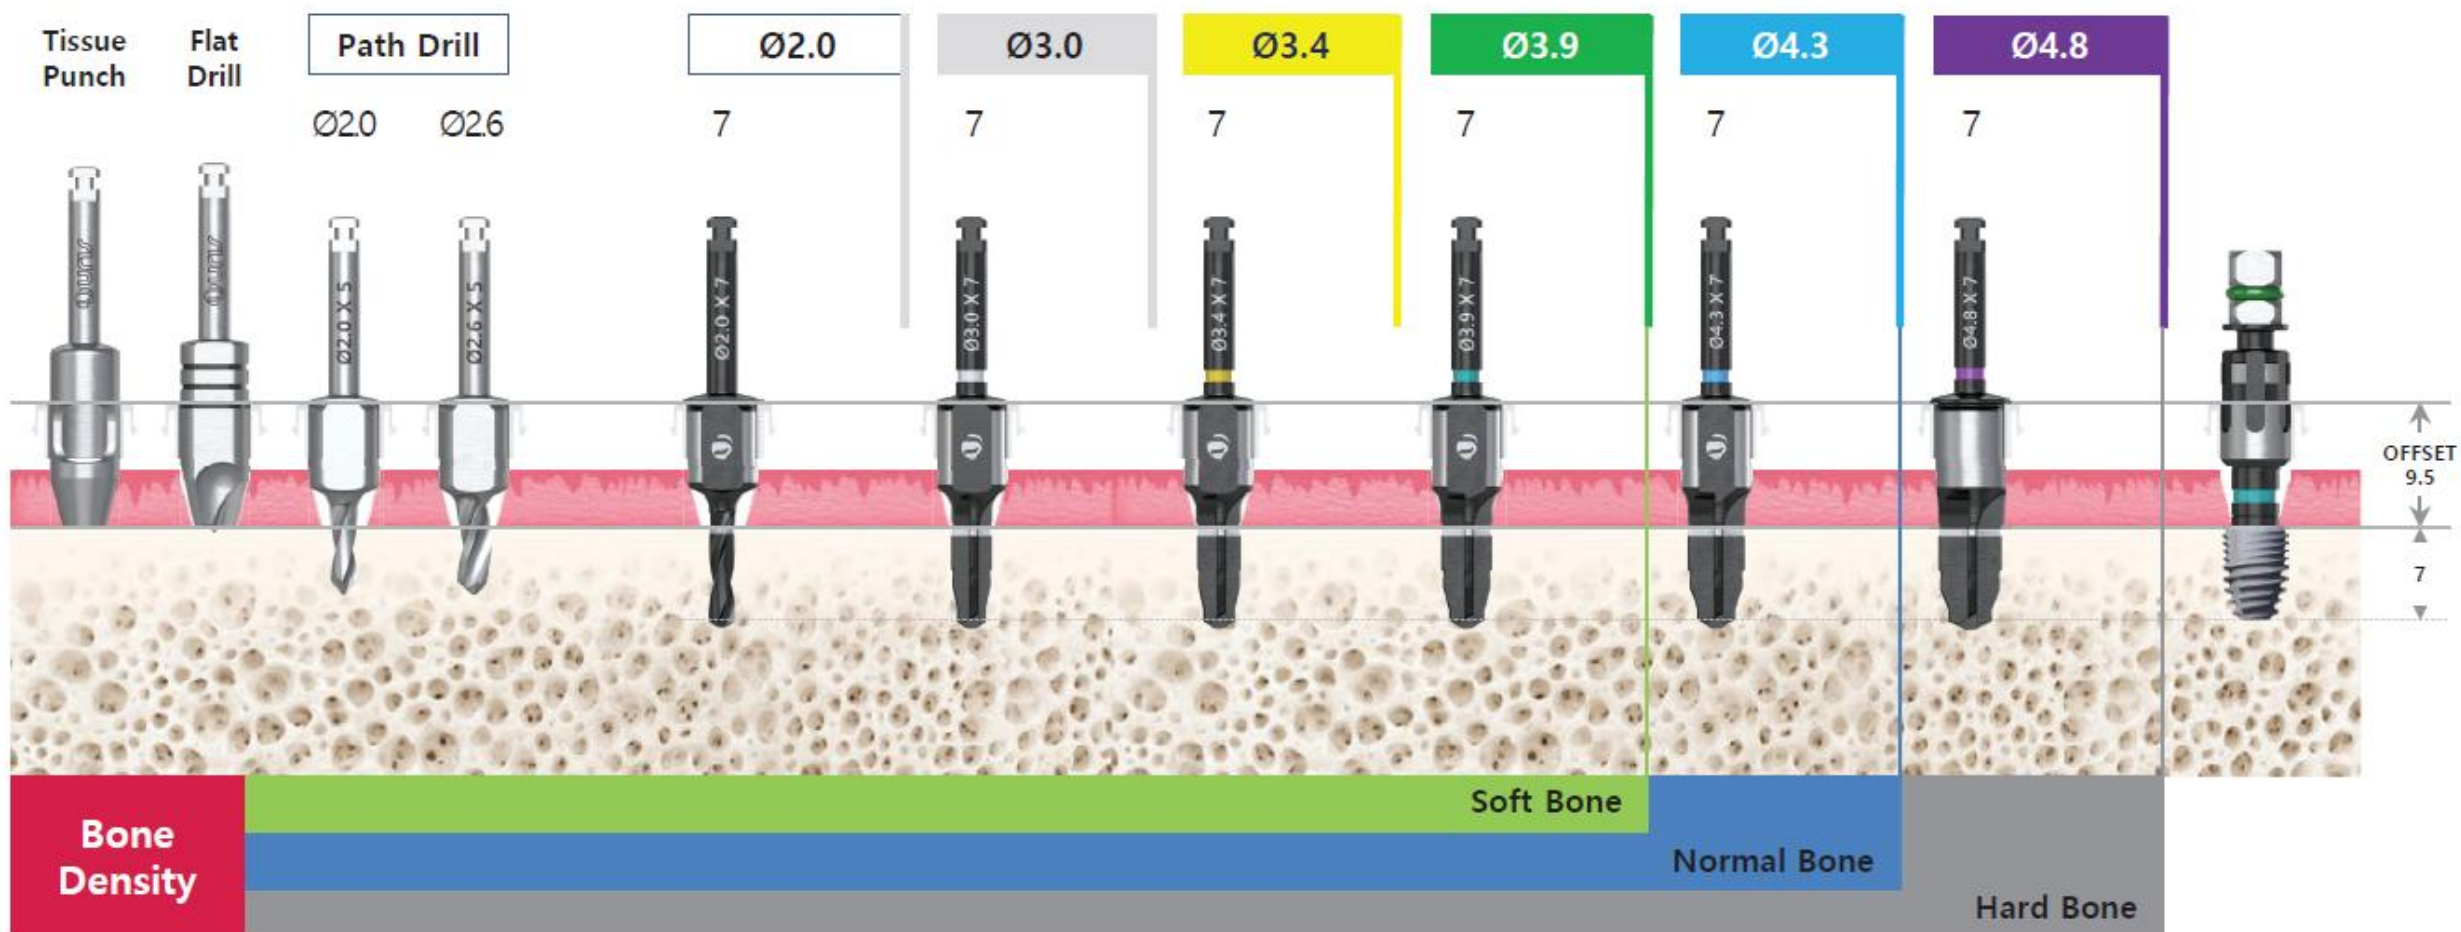 Tissue
Punch
Flat
Drill
Path Drill
Ø2.0
Ø3.0
Ø3.4
Ø3.9
Ø4.3
Ø4.8
Ø2.0
Ø2.6
7
7
7
7
7
7
Ø2.0 X 5
Ø2.6 X 5
Ø2.0 X 7
Ø3.0 X 7
Ø3.4 X 7
Ø3.9 X 7
Ø4.3 X 7
Ø4.8 X 7
OFFSET
9.5
7
Bone
Density
Soft Bone
Normal Bone
Hard Bone